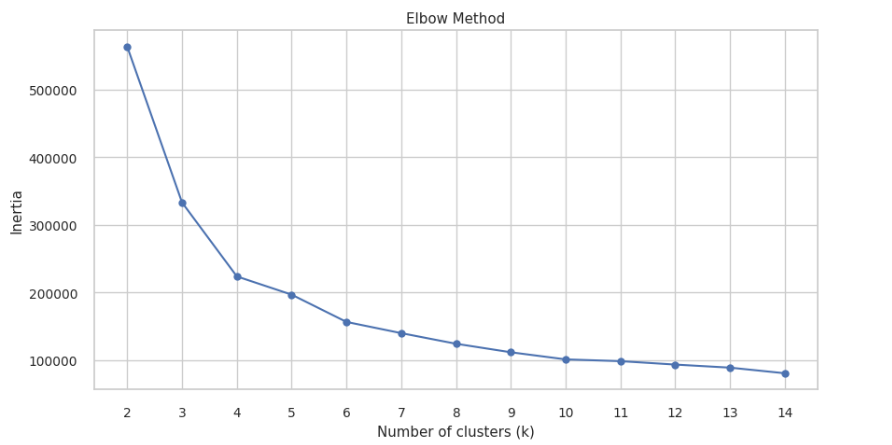 Elbow Method
500000
400000
300000
200000
100000
Inertia
2 3 4 5 6 7 8 9 10 11 12 13 14
Number of clusters (k)